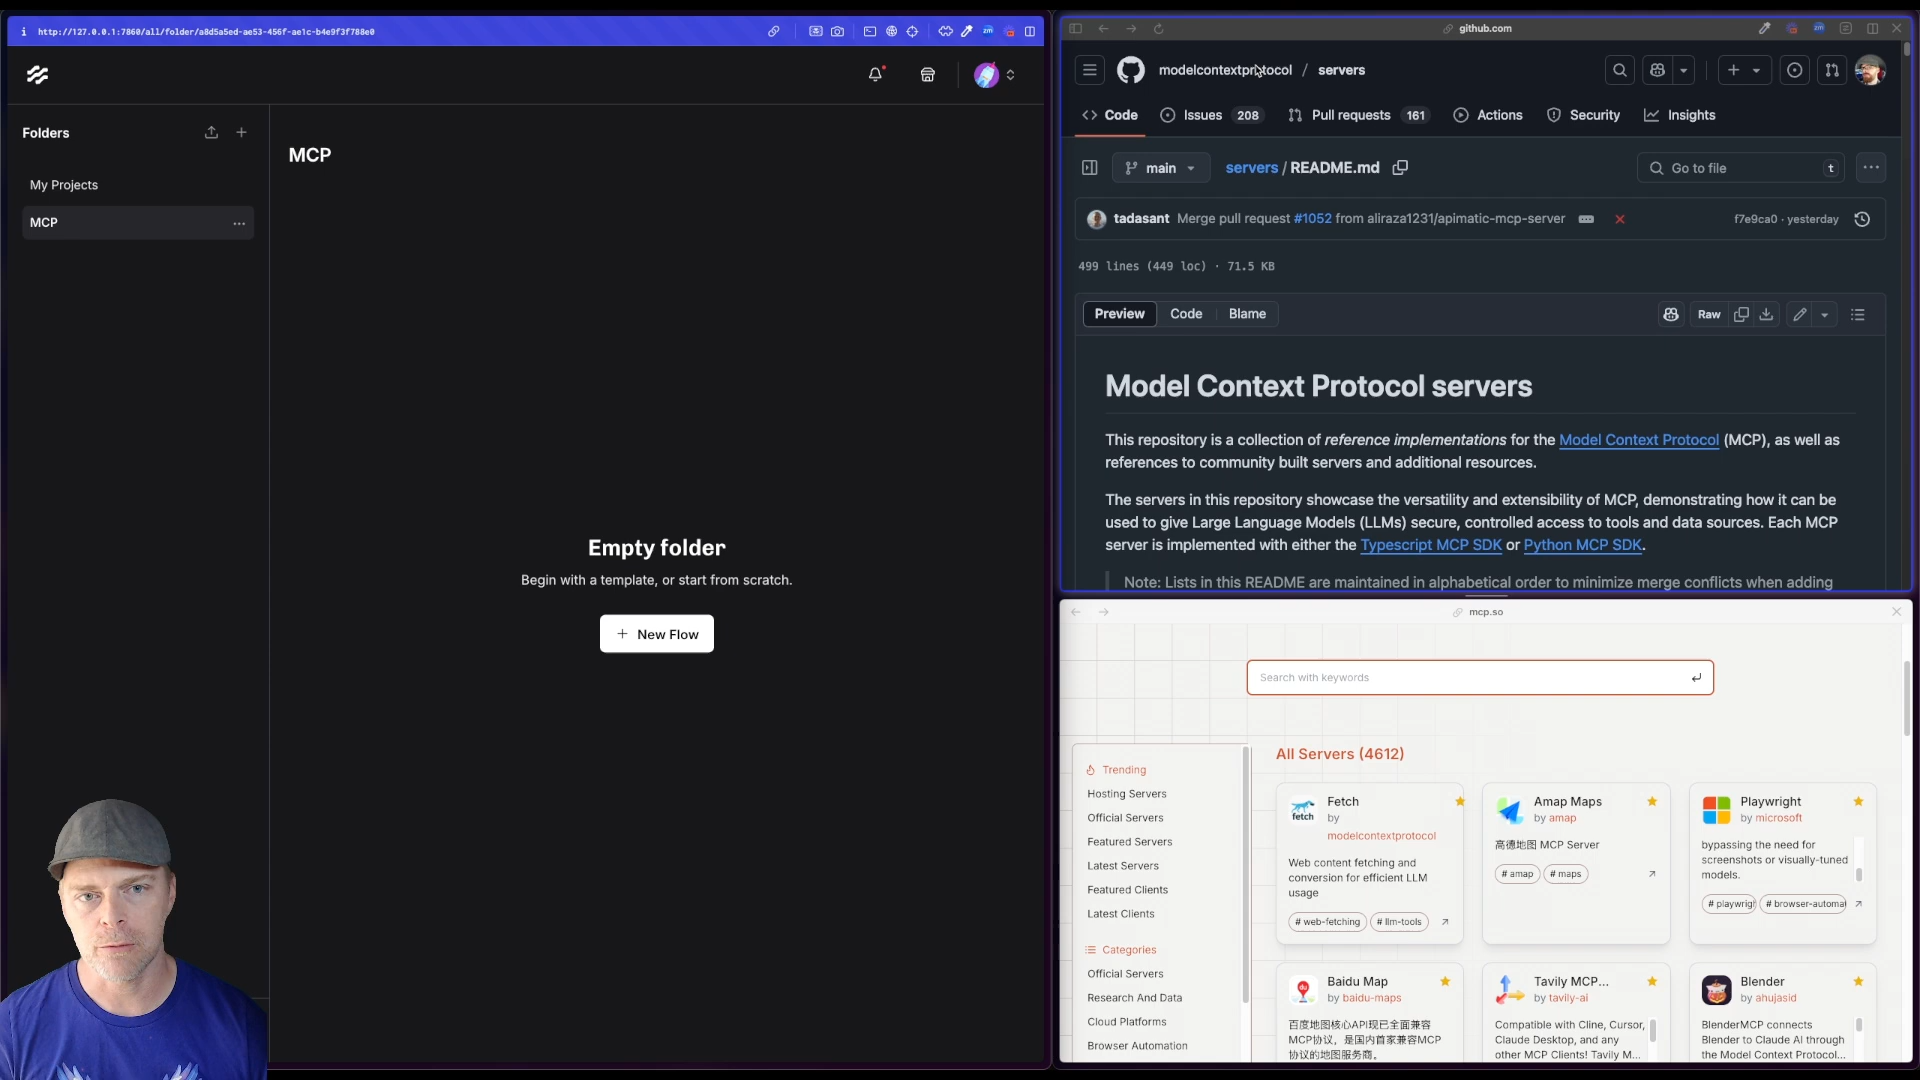 http://127.0.0.1:7860/all/folder/a8d5a5ed-ae53-456f-ae1c-b4e9f3f788e0
Folders
My Projects
MCP
MCP
Empty folder
Begin with a template, or start from scratch.
New Flow
github.com
modelcontextprotocol / servers
Code
Issues 208
Pull requests 161
Actions
Security
Insights
main
servers / README.md
Go to file
t
tadasant Merge pull request #1052 from aliraza1231/apimatic-mcp-server
f7e9ca0 · yesterday
499 lines (449 loc) · 71.5 KB
Preview
Code
Blame
Raw
Model Context Protocol servers
This repository is a collection of reference implementations for the Model Context Protocol (MCP), as well as
references to community built servers and additional resources.
The servers in this repository showcase the versatility and extensibility of MCP, demonstrating how it can be
used to give Large Language Models (LLMs) secure, controlled access to tools and data sources. Each MCP
server is implemented with either the Typescript MCP SDK or Python MCP SDK.
Note: Lists in this README are maintained in alphabetical order to minimize merge conflicts when adding
mcp.so
Search with keywords
Trending
Hosting Servers
Official Servers
Featured Servers
Latest Servers
Featured Clients
Latest Clients
Categories
Official Servers
Research And Data
Cloud Platforms
Browser Automation
All Servers (4612)
Fetch
by
modelcontextprotocol
Web content fetching and
conversion for efficient LLM
usage
# web-fetching
# llm-tools
Amap Maps
by amap
高德地图 MCP Server
# amap
# maps
Playwright
by microsoft
bypassing the need for
screenshots or visually-tuned
models.
# playwrig
# browser-automa
Baidu Map
by baidu-maps
百度地图核心API现已全面兼容
MCP协议，是国内首家兼容MCP
协议的地图服务商。
Tavily MCP...
by tavily-ai
Compatible with Cline, Cursor,
Claude Desktop, and any
other MCP Clients! Tavily M...
Blender
by ahujasid
BlenderMCP connects
Blender to Claude AI through
the Model Context Protocol...